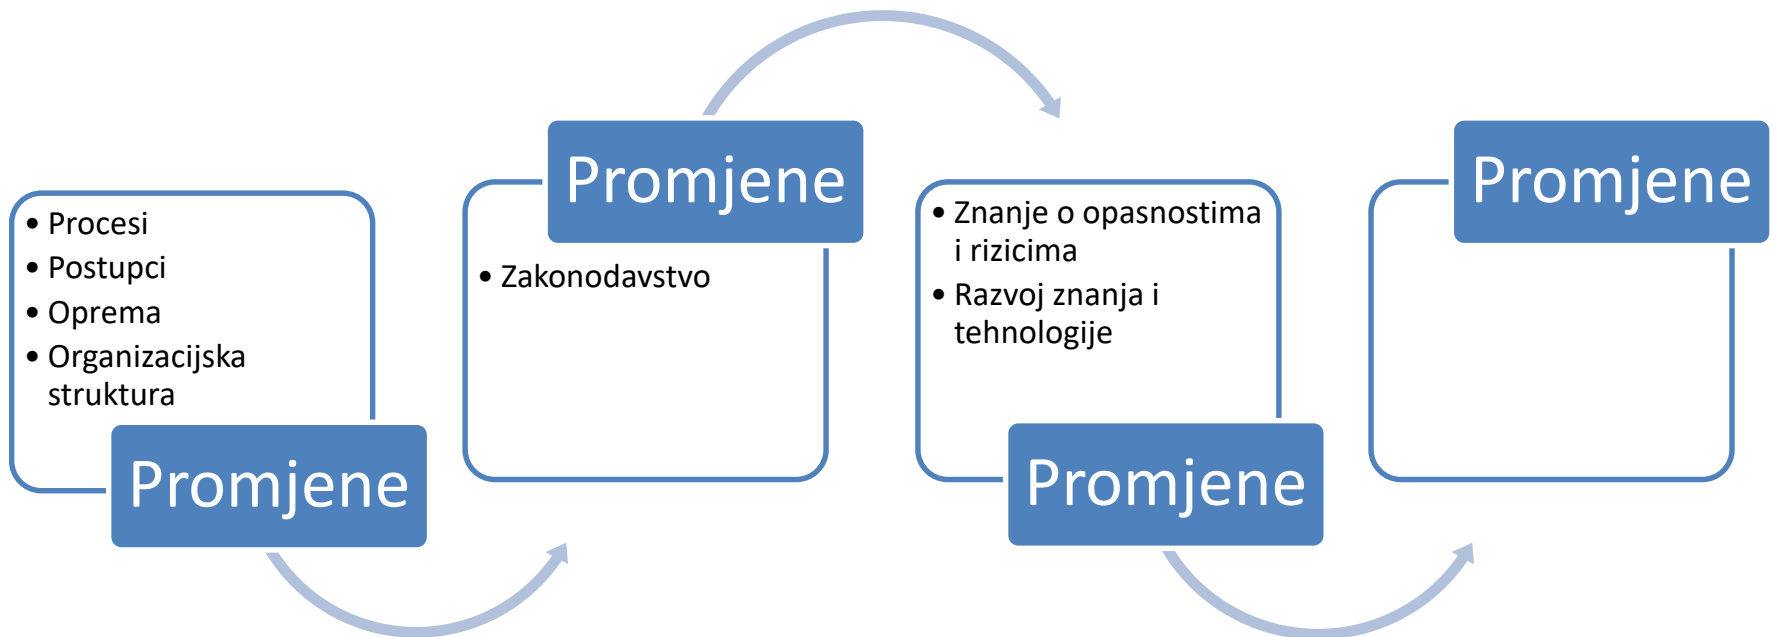 • Procesi
• Postupci
• Oprema
• Organizacijska
struktura
Promjene
Promjene
• Zakonodavstvo
• Znanje o opasnostima
i rizicima
• Razvoj znanja i
tehnologije
Promjene
Promjene